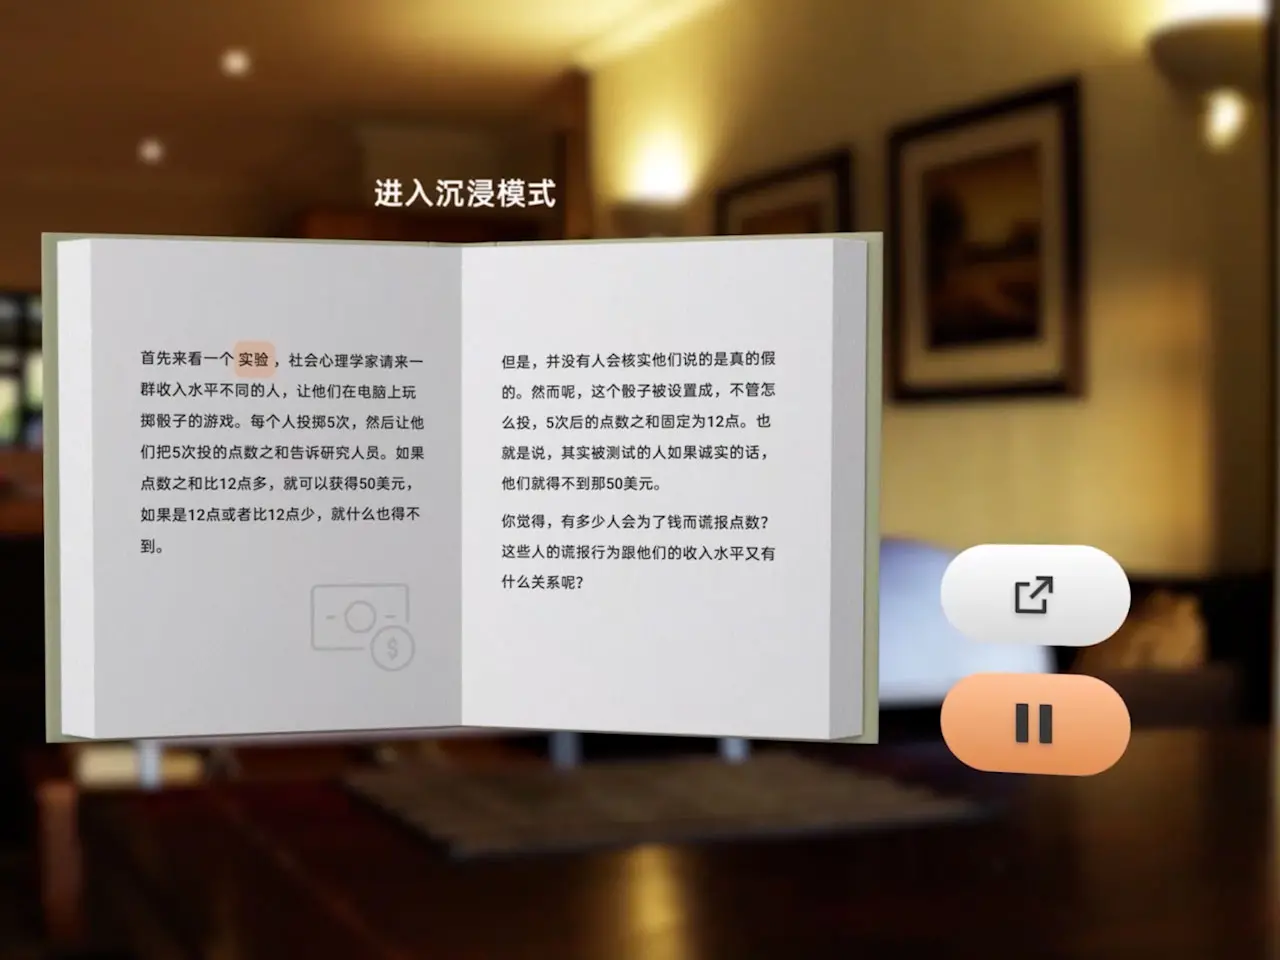 进入沉浸模式
首先来看一个实验，社会心理学家请来一
群收入水平不同的人，让他们在电脑上玩
掷骰子的游戏。每个人投掷5次，然后让他
们把5次投的点数之和告诉研究人员。如果
点数之和比12点多，就可以获得50美元，
如果是12点或者比12点少，就什么也得不
到。
$
但是，并没有人会核实他们说的是真的假
的。然而呢，这个骰子被设置成，不管怎
么投，5次后的点数之和固定为12点。也
就是说，其实被测试的人如果诚实的话，
他们就得不到那50美元。
你觉得，有多少人会为了钱而谎报点数？
这些人的谎报行为跟他们的收入水平又有
什么关系呢？